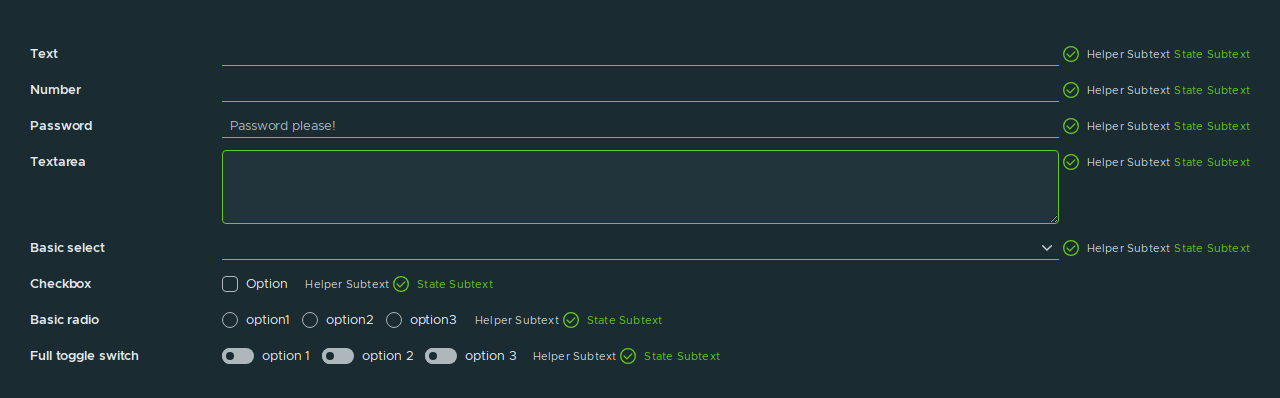 Text Helper Subtext State Subtext
Number Helper Subtext State Subtext
Password Password please! Helper Subtext State Subtext
Textarea Helper Subtext State Subtext
Basic select Helper Subtext State Subtext
Checkbox Option Helper Subtext State Subtext
Basic radio option1 option2 option3 Helper Subtext State Subtext
Full toggle switch option 1 option 2 option 3 Helper Subtext State Subtext